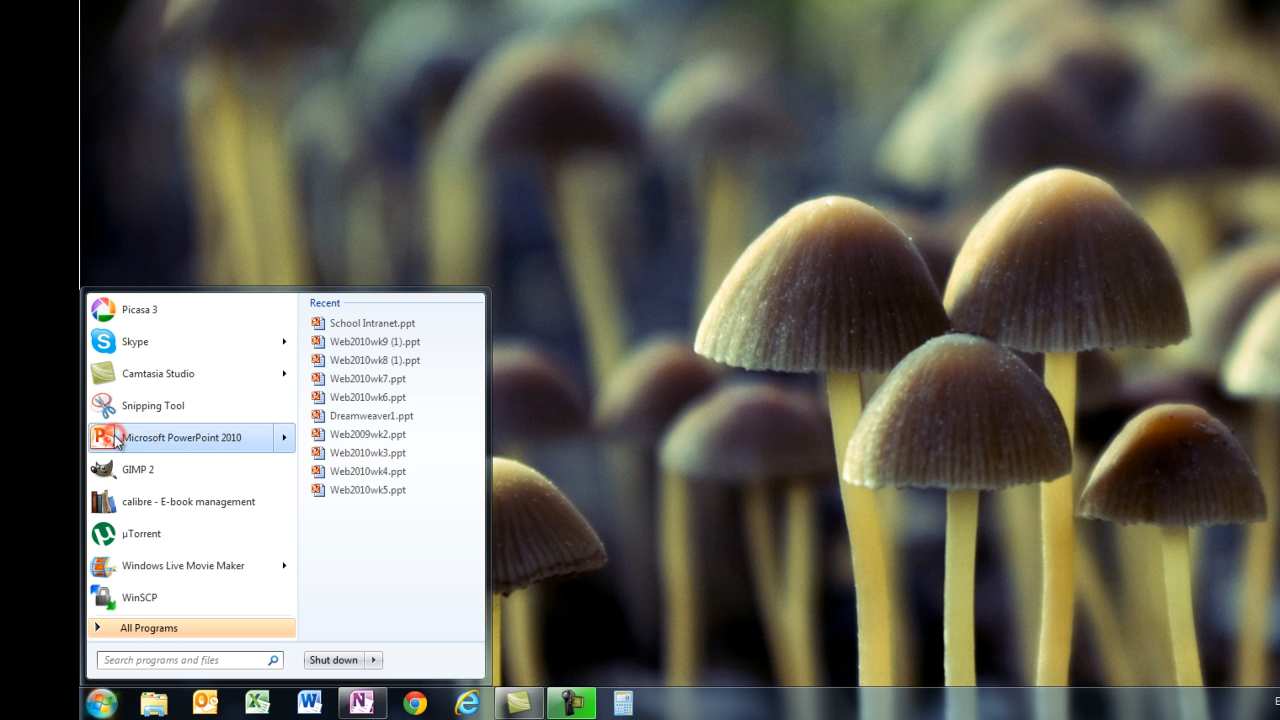 Picasa 3
Skype
Camtasia Studio
Snipping Tool
Microsoft PowerPoint 2010
GIMP 2
calibre - E-book management
µTorrent
Windows Live Movie Maker
WinSCP
All Programs
Search programs and files
Recent
School Intranet.ppt
Web2010wk9 (1).ppt
Web2010wk8 (1).ppt
Web2010wk7.ppt
Web2010wk6.ppt
Dreamweaver1.ppt
Web2009wk2.ppt
Web2010wk3.ppt
Web2010wk4.ppt
Web2010wk5.ppt
Shut down